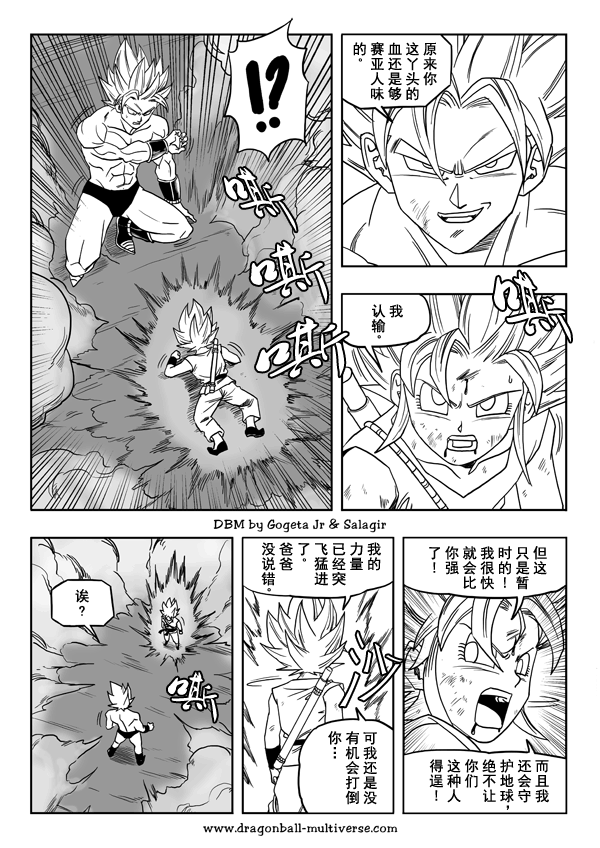 !?
嘶
嘶
嘶
原来你
这丫头的
血还是够
赛亚人味
的。
我
认输。
嘶
DBM by Gogeta Jr & Salagir
诶?
嘶
我的
力量
已经突
飞猛进
了。
爸爸
没说错。
沙
可我还是没
有机会打倒
你…
但这
只是暂
时的！
我很快
就会比
你强
了！
而且我
还会守
护地球，
绝不让
你们
这种人
得逞！
www.dragonball-multiverse.com